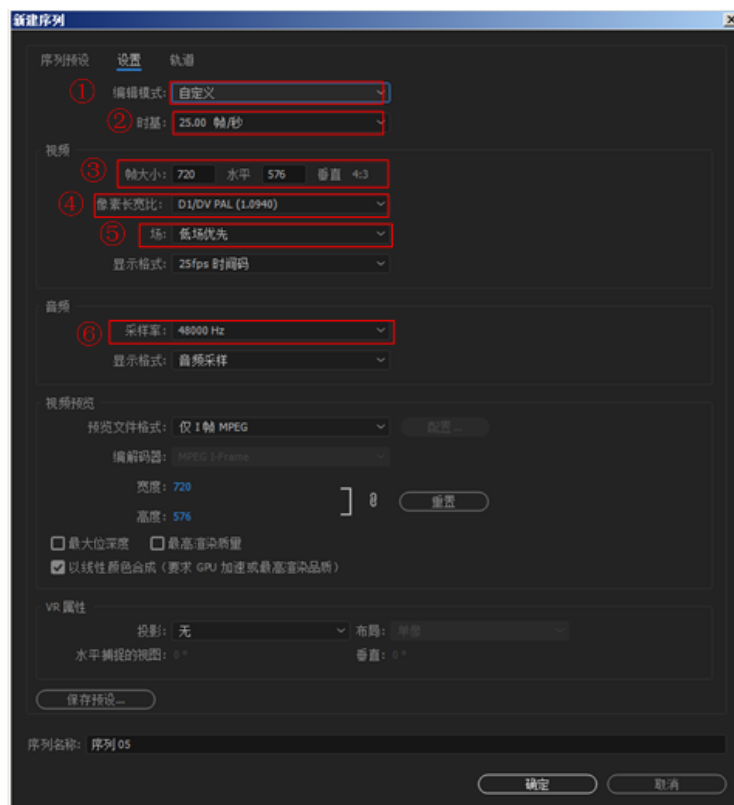 新建序列
序列预设 设置 轨道
① 编辑模式: 自定义
② 时基: 25.00 帧/秒
视频
③ 帧大小: 720 水平 576 垂直 4:3
④ 像素长宽比: D1/DV PAL (1.0940)
⑤ 场: 低场优先
显示格式: 25fps 时间码
音频
⑥ 采样率: 48000 Hz
显示格式: 音频采样
视频预览
预览文件格式: 仅 I 帧 MPEG 配置...
编解码器: MPEG I-Frame
宽度: 720
高度: 576
重置
最大位深度 最高渲染质量
以线性颜色合成(要求 GPU 加速或最高渲染品质)
VR 属性
投影: 无 布局: 单像
水平捕捉的视图: 0° 垂直: 0°
保存预设...
序列名称: 序列 05
确定 取消